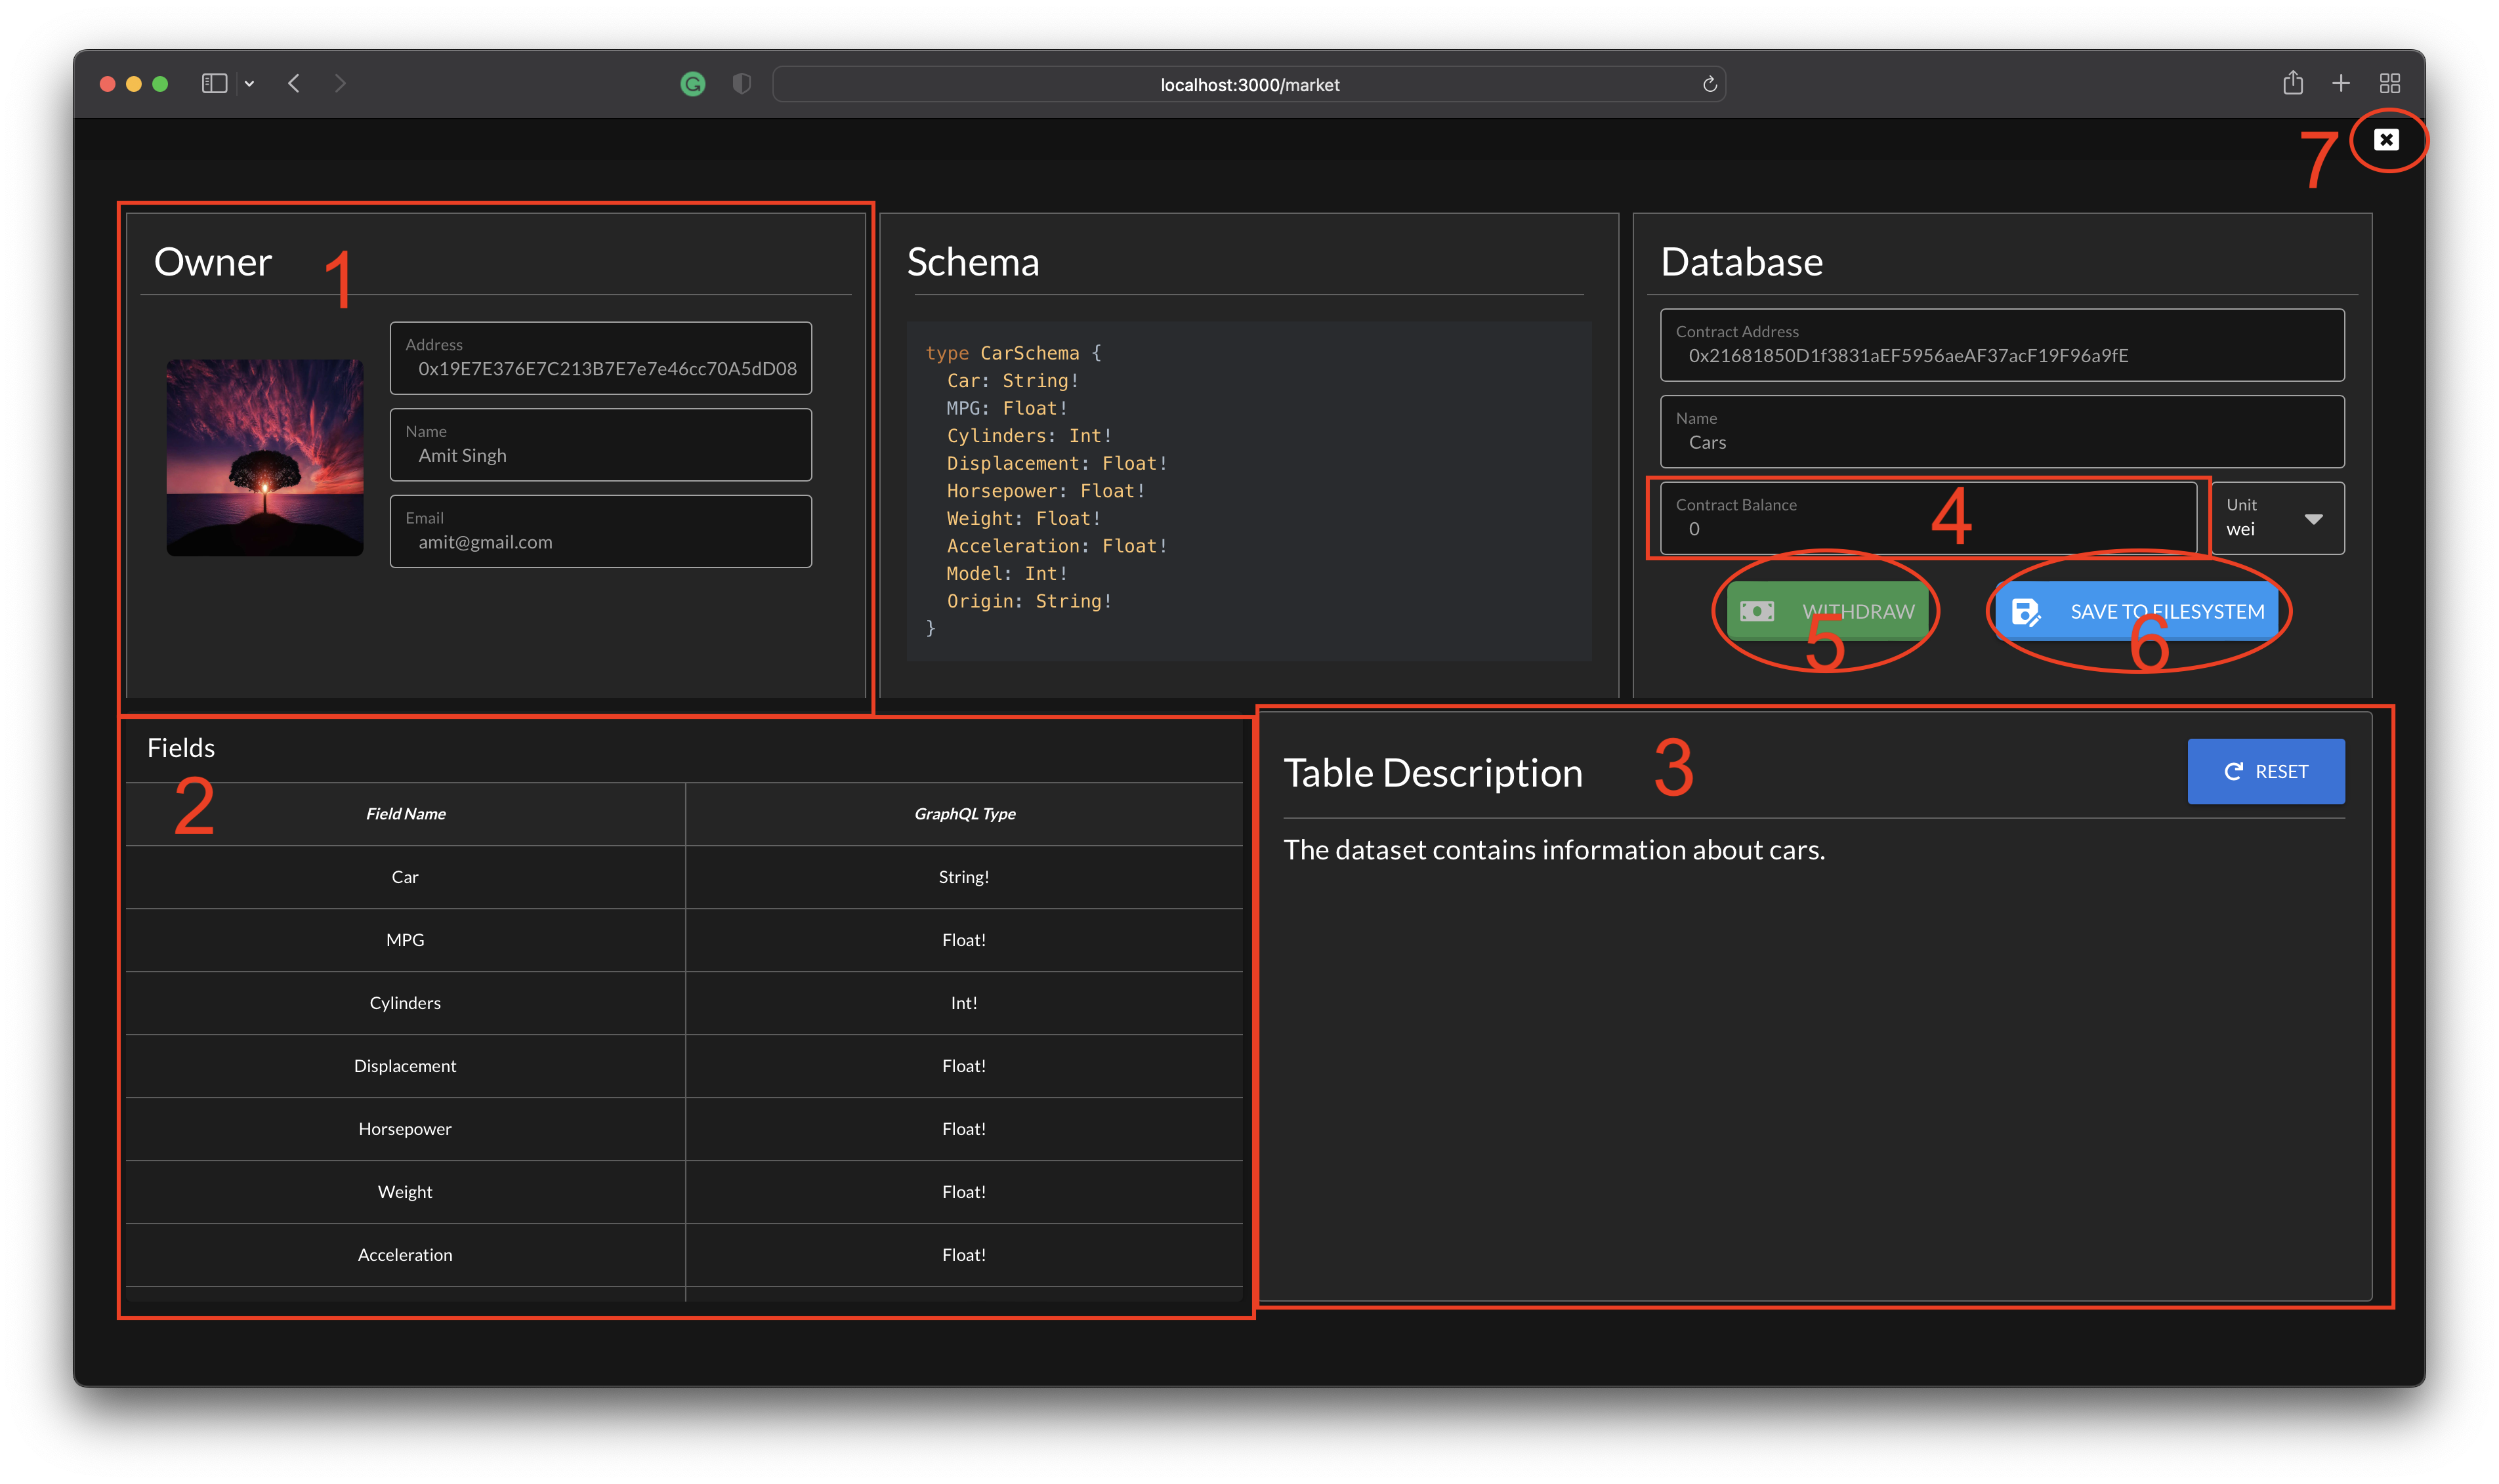 localhost:3000/market
7
Owner
1
Address
0x19E7E376E7C213B7E7e7e46cc70A5dD08
Name
Amit Singh
Email
amit@gmail.com
Schema
type CarSchema {
Car: String!
MPG: Float!
Cylinders: Int!
Displacement: Float!
Horsepower: Float!
Weight: Float!
Acceleration: Float!
Model: Int!
Origin: String!
}
Database
Contract Address
0x21681850D1f3831aEF5956aeAF37acF19F96a9fE
Name
Cars
Contract Balance
0
4
Unit
wei
WITHDRAW
5
SAVE TO FILESYSTEM
6
Fields
2
Field Name GraphQL Type
Car String!
MPG Float!
Cylinders Int!
Displacement Float!
Horsepower Float!
Weight Float!
Acceleration Float!
Table Description
3
RESET
The dataset contains information about cars.